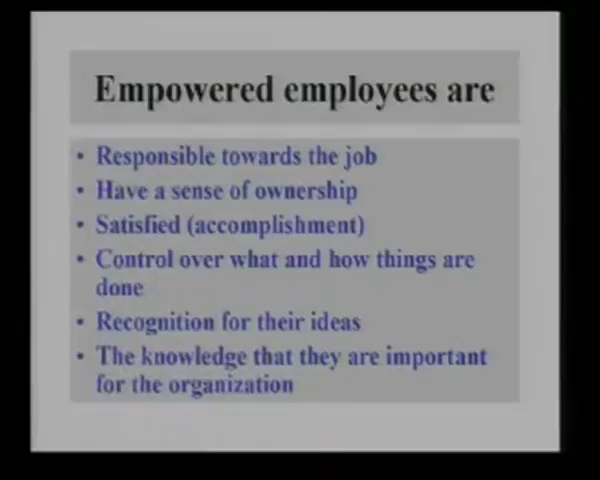 Empowered employees are
• Responsible towards the job
• Have a sense of ownership
• Satisfied (accomplishment)
• Control over what and how things are
done
• Recognition for their ideas
• The knowledge that they are important
for the organization